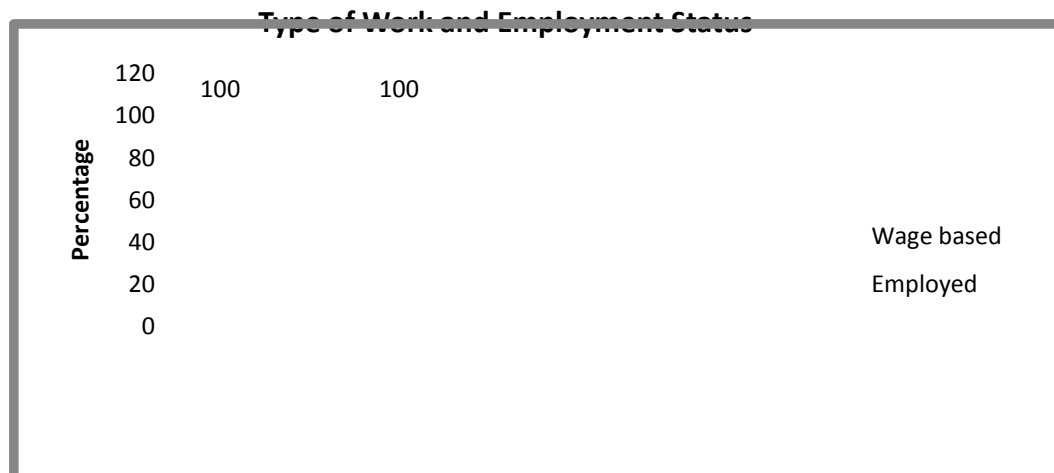 Type of Work and Employment Status
120
100
80
60
40
20
0
Percentage
100 100
Wage based
Employed